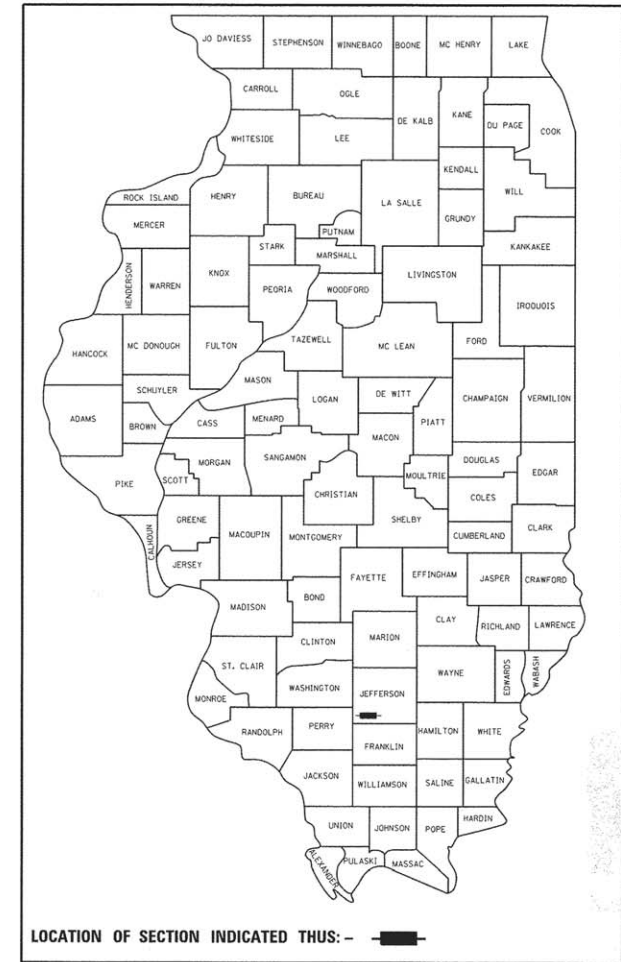 JO DAVIESS STEPHENSON WINNEBAGO BOONE MC HENRY LAKE
CARROLL OGLE DE KALB KANE DU PAGE COOK
WHITESIDE LEE
KENDALL WILL
ROCK ISLAND HENRY BUREAU LA SALLE GRUNDY
MERCER PUTNAM
STARK MARSHALL KANKAKEE
HENDERSON WARREN KNOX PEORIA WOODFORD LIVINGSTON IROQUOIS
HANCOCK MC DONOUGH FULTON TAZEWELL MC LEAN FORD
SCHUYLER MASON
ADAMS BROWN CASS MENARD LOGAN DE WITT CHAMPAIGN VERMILION
MACON PIATT
PIKE SCOTT MORGAN SANGAMON CHRISTIAN MOULTRIE DOUGLAS EDGAR
COLES
CALHOUN GREENE MACOUPIN MONTGOMERY SHELBY CUMBERLAND CLARK
JERSEY FAYETTE EFFINGHAM JASPER CRAWFORD
MADISON BOND
CLINTON MARION CLAY RICHLAND LAWRENCE
ST. CLAIR WAYNE EDWARDS WABASH
MONROE WASHINGTON JEFFERSON
RANDOLPH PERRY FRANKLIN HAMILTON WHITE
JACKSON WILLIAMSON SALINE GALLATIN
UNION JOHNSON POPE HARDIN
ALEXANDER PULASKI MASSAC
LOCATION OF SECTION INDICATED THUS: -